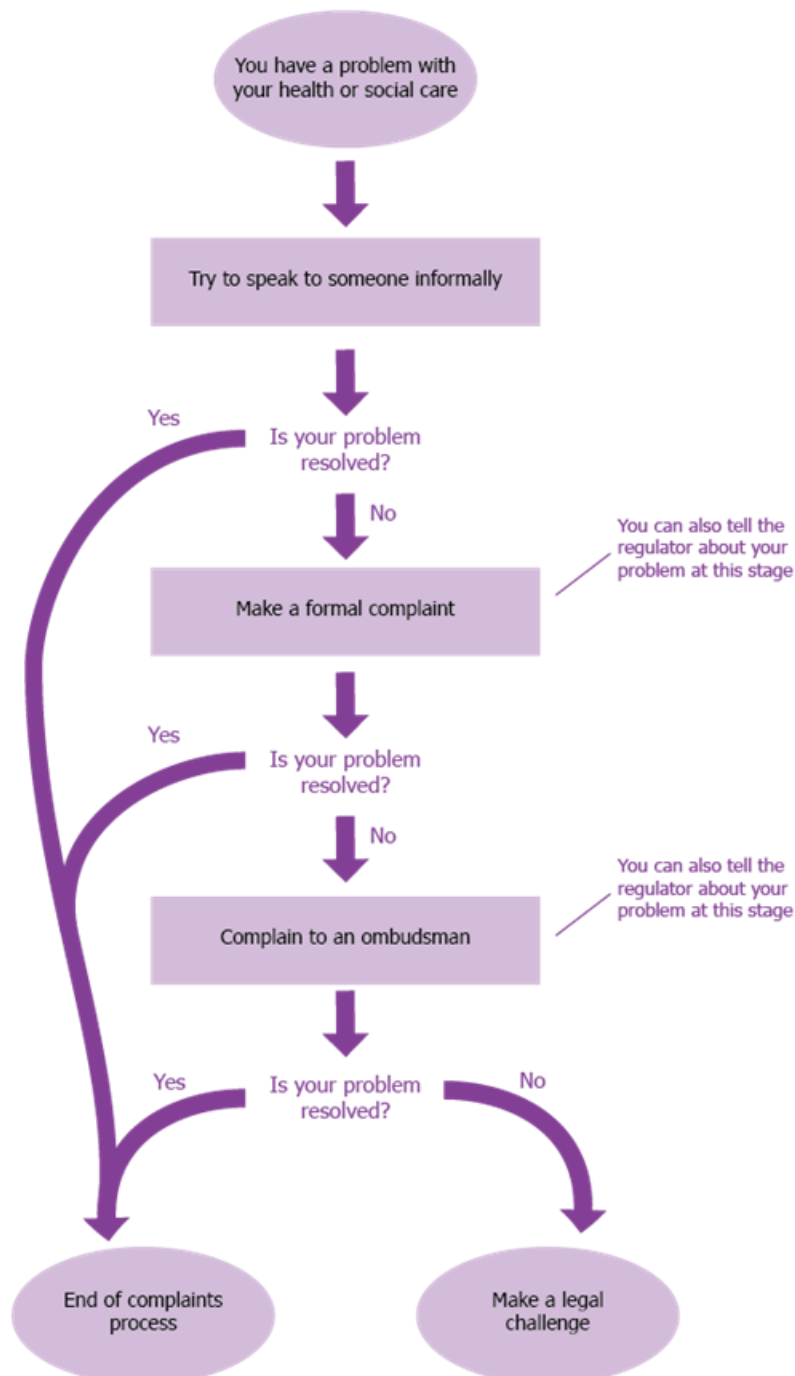 You have a problem with
your health or social care
Try to speak to someone informally
Yes
Is your problem
resolved?
No
You can also tell the
regulator about your
problem at this stage
Make a formal complaint
Yes
Is your problem
resolved?
No
You can also tell the
regulator about your
problem at this stage
Complain to an ombudsman
Yes
Is your problem
resolved?
No
End of complaints
process
Make a legal
challenge